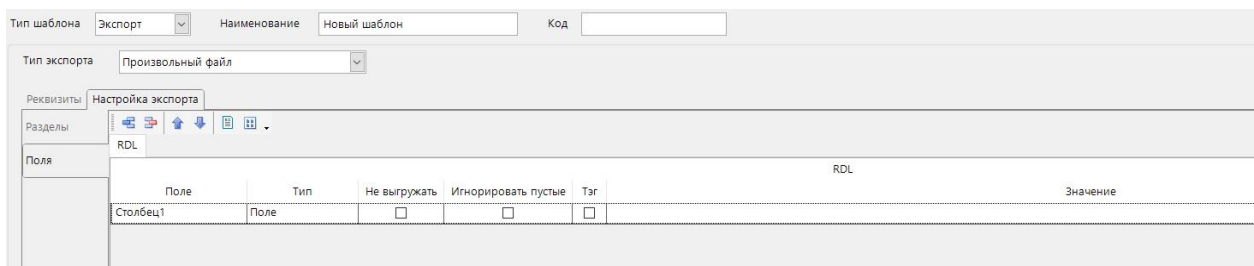 Тип шаблона Экспорт Наименование Новый шаблон Код
Тип экспорта Произвольный файл
Реквизиты Настройка экспорта
Разделы
RDL
Поля
RDL
Поле Тип Не выгружать Игнорировать пустые Тэг Значение
Столбец1 Поле